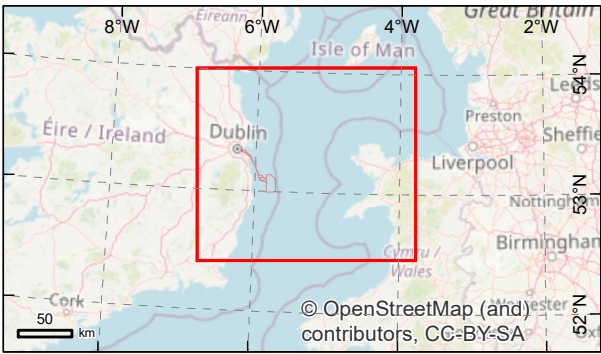 Éireann
Great Britain
8°W
6°W
4°W
2°W
Isle of Man
54°N
Leeds
Preston
Dublin
Éire / Ireland
Sheffie
Liverpool
53°N
Nottingham
Birmingham
Cymru /
Wales
Cork
52°N
50
km
© OpenStreetMap (and)
contributors, CC-BY-SA